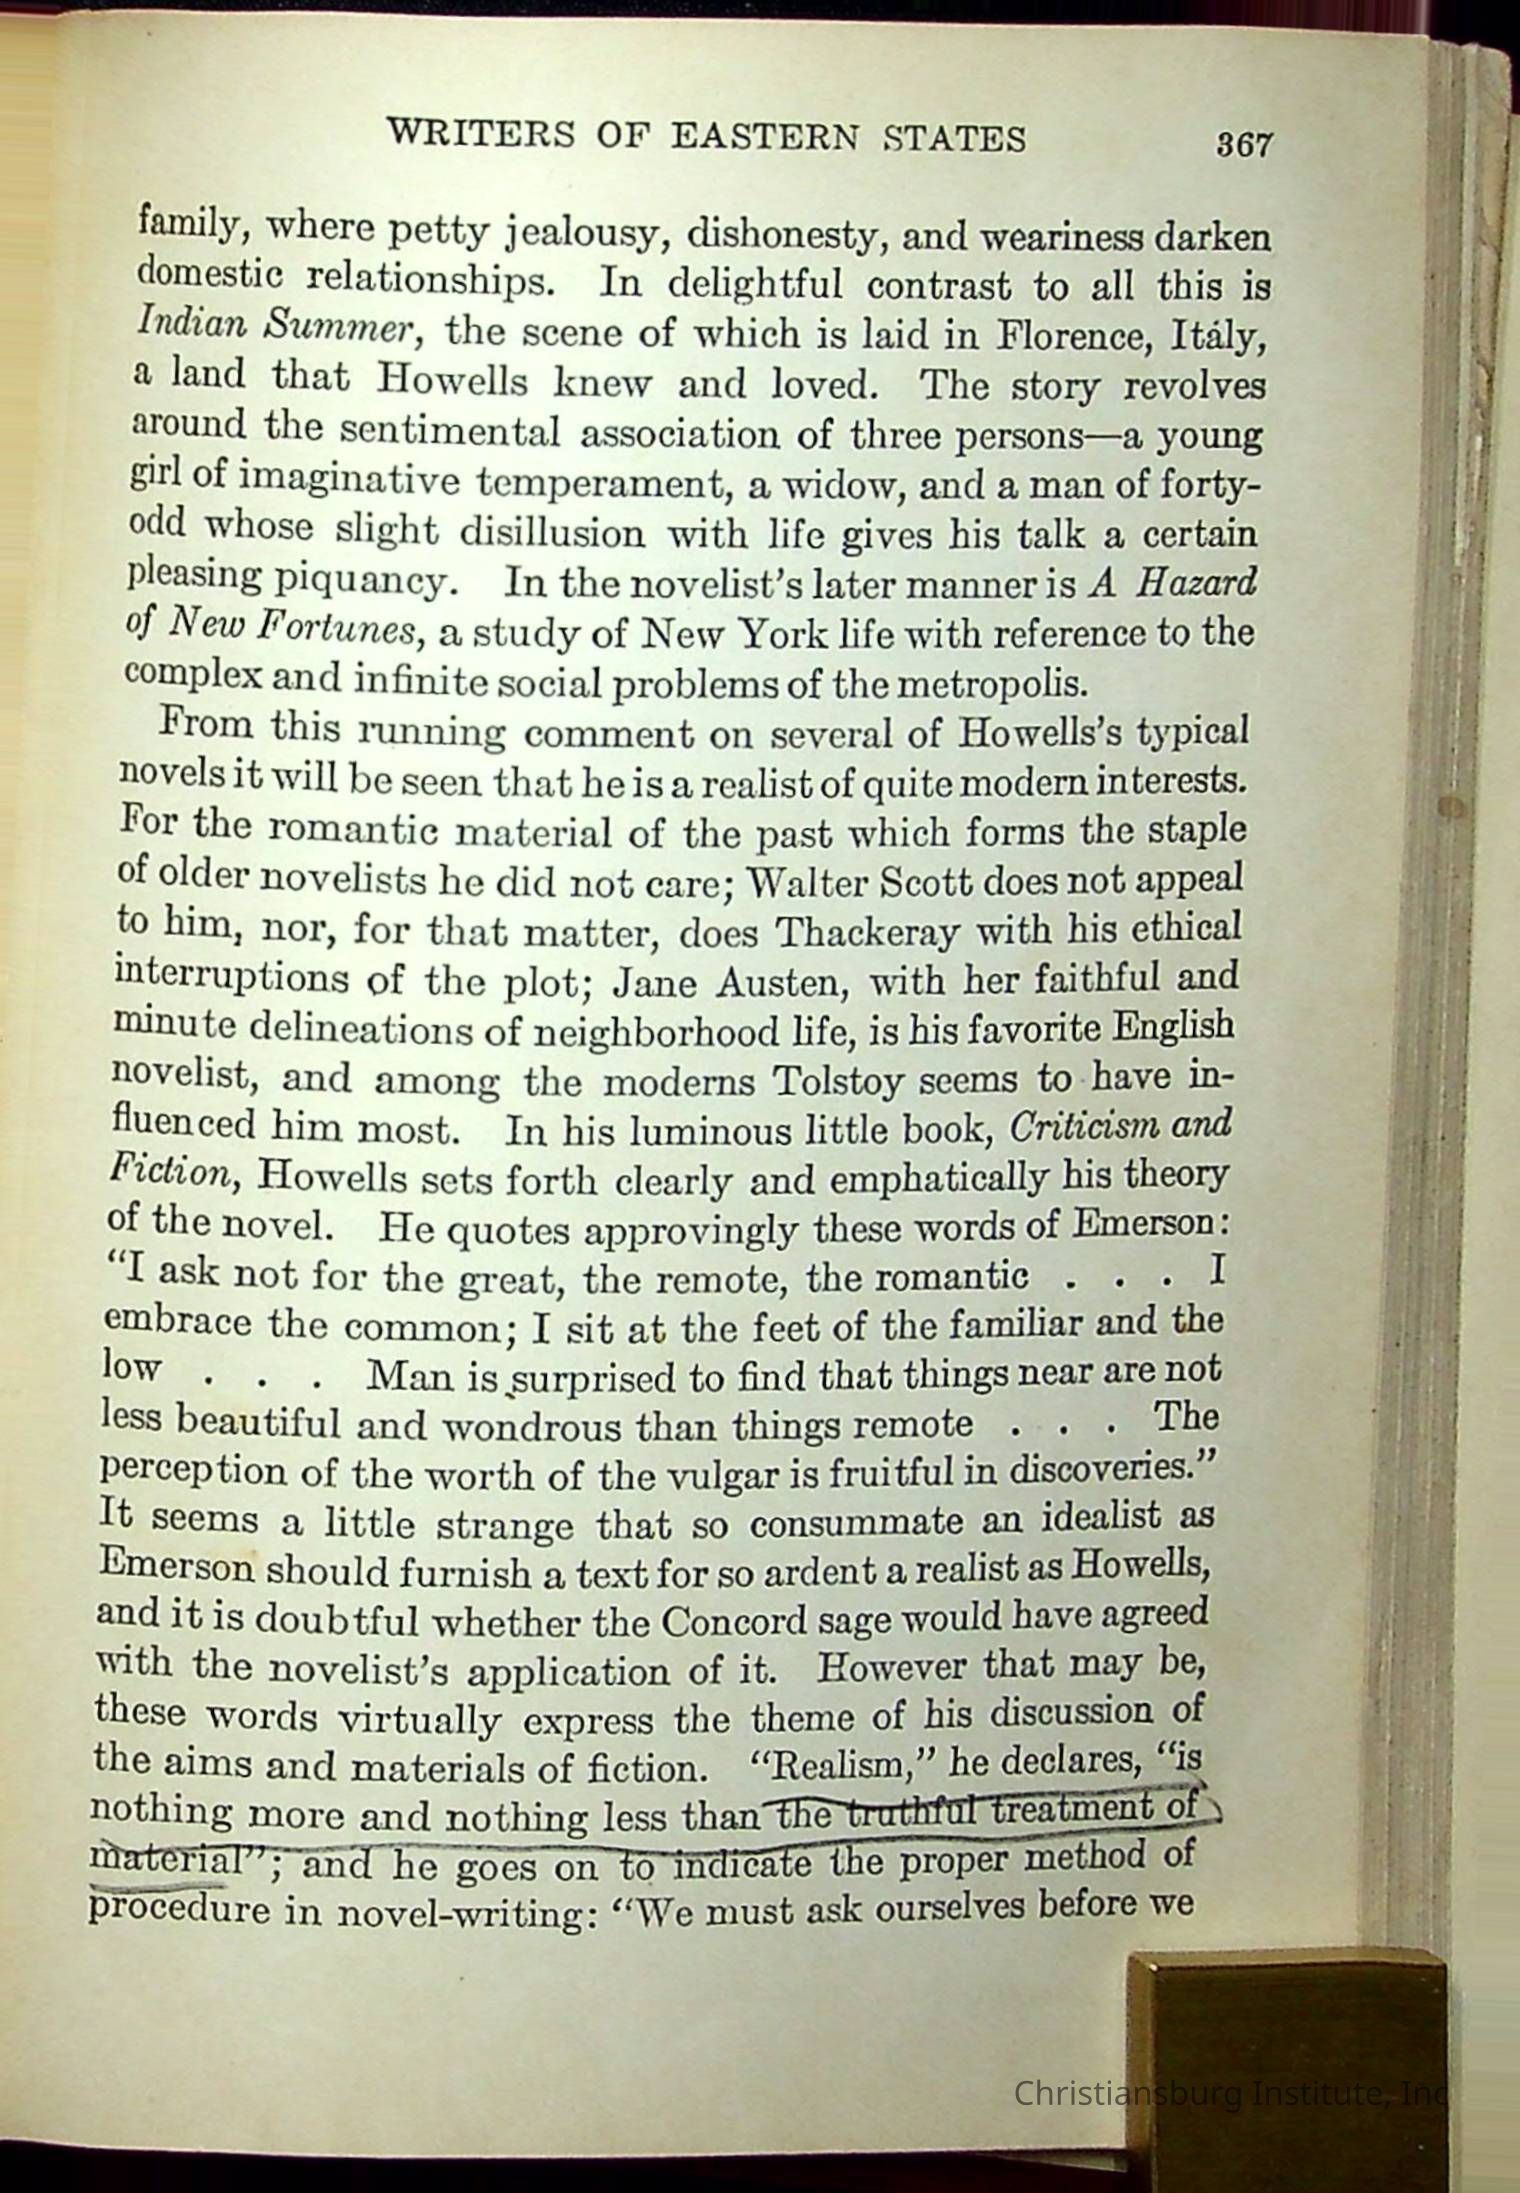 WRITERS OF EASTERN STATES 367
family, where petty jealousy, dishonesty, and weariness darken
domestic relationships. In delightful contrast to all this is
Indian Summer, the scene of which is laid in Florence, Italy,
a land that Howells knew and loved. The story revolves
around the sentimental association of three persons—a young
girl of imaginative temperament, a widow, and a man of forty-
odd whose slight disillusion with life gives his talk a certain
pleasing piquancy. In the novelist's later manner is A Hazard
of New Fortunes, a study of New York life with reference to the
complex and infinite social problems of the metropolis.
From this running comment on several of Howells's typical
novels it will be seen that he is a realist of quite modern interests.
For the romantic material of the past which forms the staple
of older novelists he did not care; Walter Scott does not appeal
to him, nor, for that matter, does Thackeray with his ethical
interruptions of the plot; Jane Austen, with her faithful and
minute delineations of neighborhood life, is his favorite English
novelist, and among the moderns Tolstoy seems to have in-
fluenced him most. In his luminous little book, Criticism and
Fiction, Howells sets forth clearly and emphatically his theory
of the novel. He quotes approvingly these words of Emerson:
"I ask not for the great, the remote, the romantic . . . I
embrace the common; I sit at the feet of the familiar and the
low . . . Man is surprised to find that things near are not
less beautiful and wondrous than things remote . . . The
perception of the worth of the vulgar is fruitful in discoveries."
It seems a little strange that so consummate an idealist as
Emerson should furnish a text for so ardent a realist as Howells,
and it is doubtful whether the Concord sage would have agreed
with the novelist's application of it. However that may be,
these words virtually express the theme of his discussion of
the aims and materials of fiction. "Realism," he declares, "is
nothing more and nothing less than the truthful treatment of
material"; and he goes on to indicate the proper method of
procedure in novel-writing: "We must ask ourselves before we
Christiansburg Institute, Inc